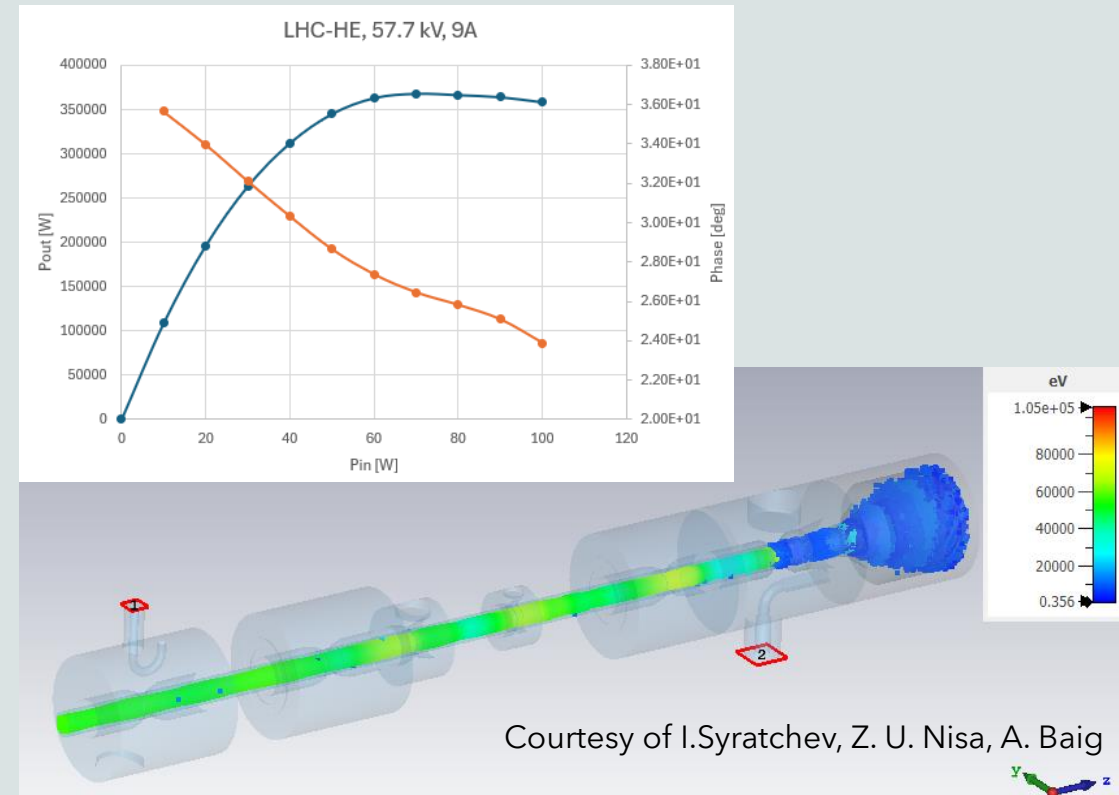 LHC-HE, 57.7 kV, 9A
400000
350000
300000
250000
200000
150000
100000
50000
0
Pout [W]
3.80E+01
3.60E+01
3.40E+01
3.20E+01
3.00E+01
2.80E+01
2.60E+01
2.40E+01
2.20E+01
2.00E+01
Phase [deg]
0 20 40 60 80 100 120
Pin [W]
eV
1.05e+05
80000
60000
40000
20000
0.356
1
2
Courtesy of I.Syratchev, Z. U. Nisa, A. Baig
y
z